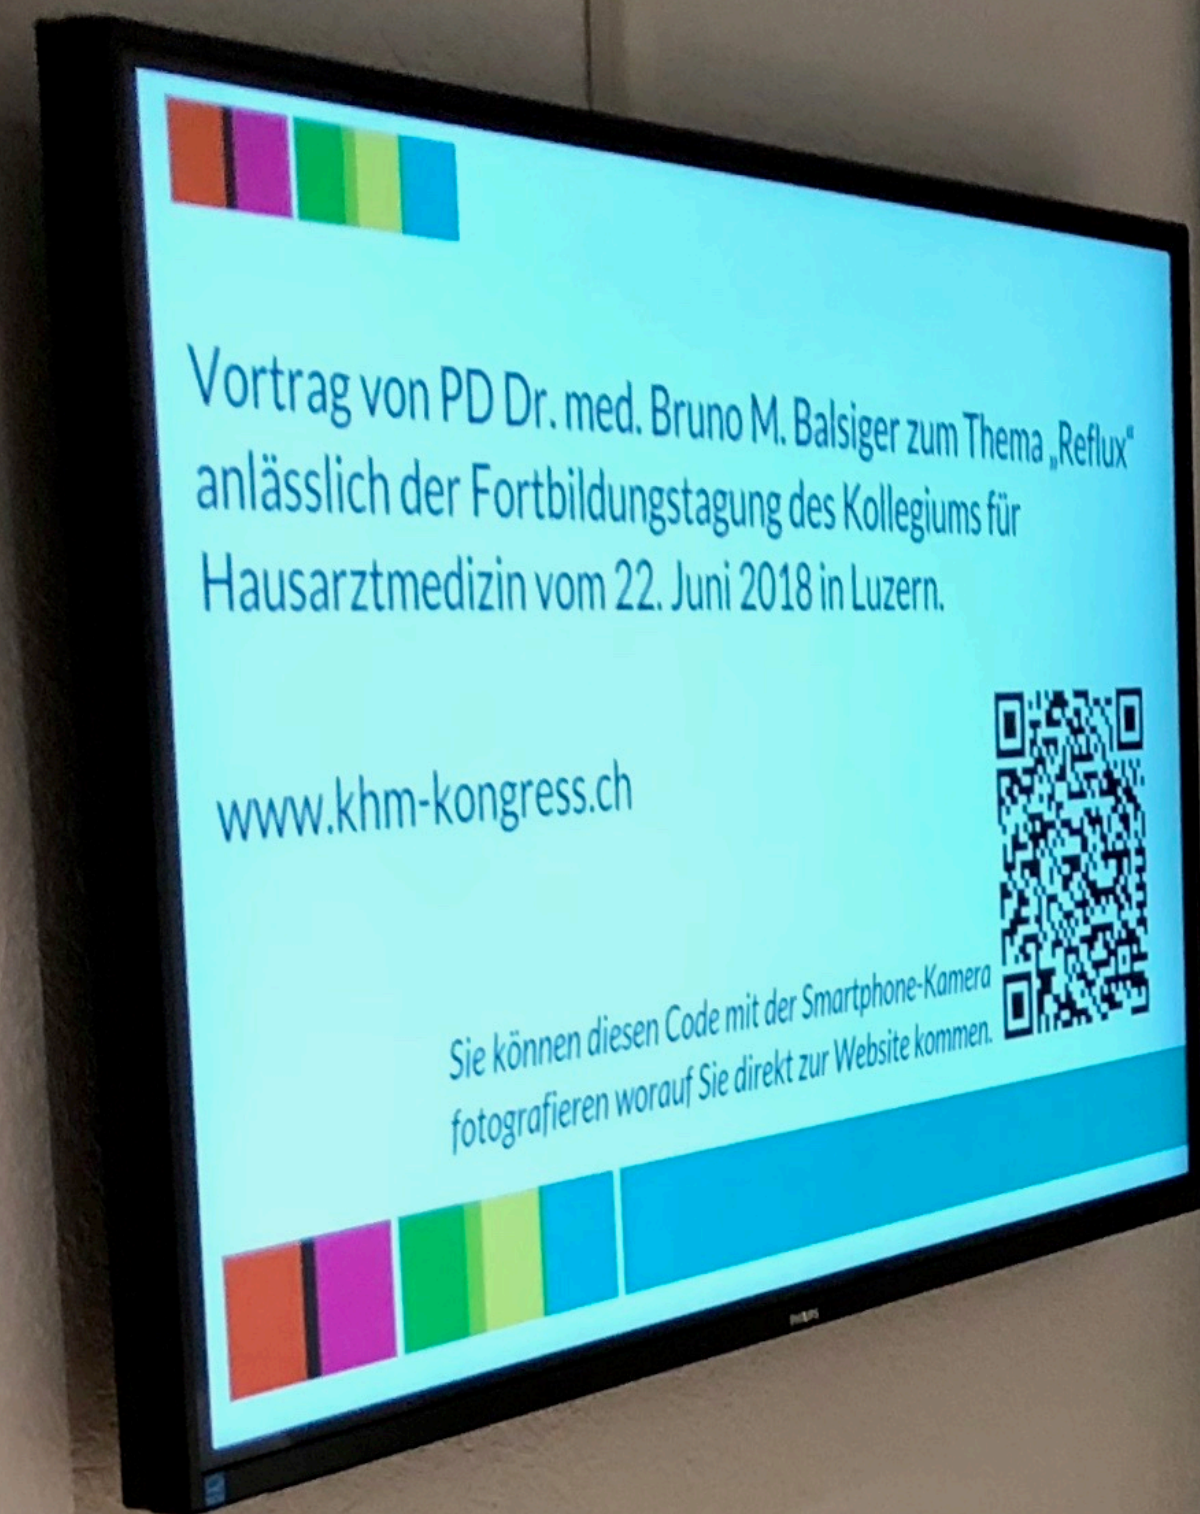 Vortrag von PD Dr. med. Bruno M. Balsiger zum Thema „Reflux“
anlässlich der Fortbildungstagung des Kollegiums für
Hausarztmedizin vom 22. Juni 2018 in Luzern.
www.khm-kongress.ch
Sie können diesen Code mit der Smartphone-Kamera
fotografieren worauf Sie direkt zur Website kommen.
PHILIPS